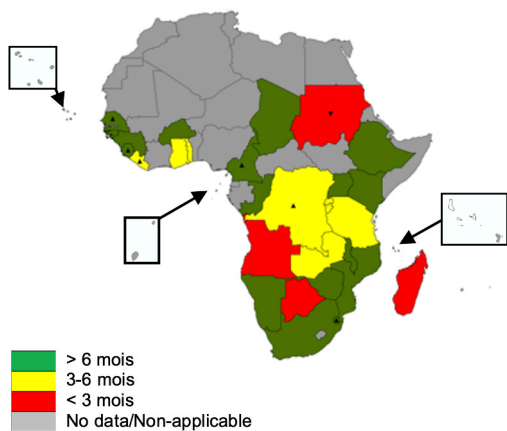 > 6 mois
3-6 mois
< 3 mois
No data/Non-applicable